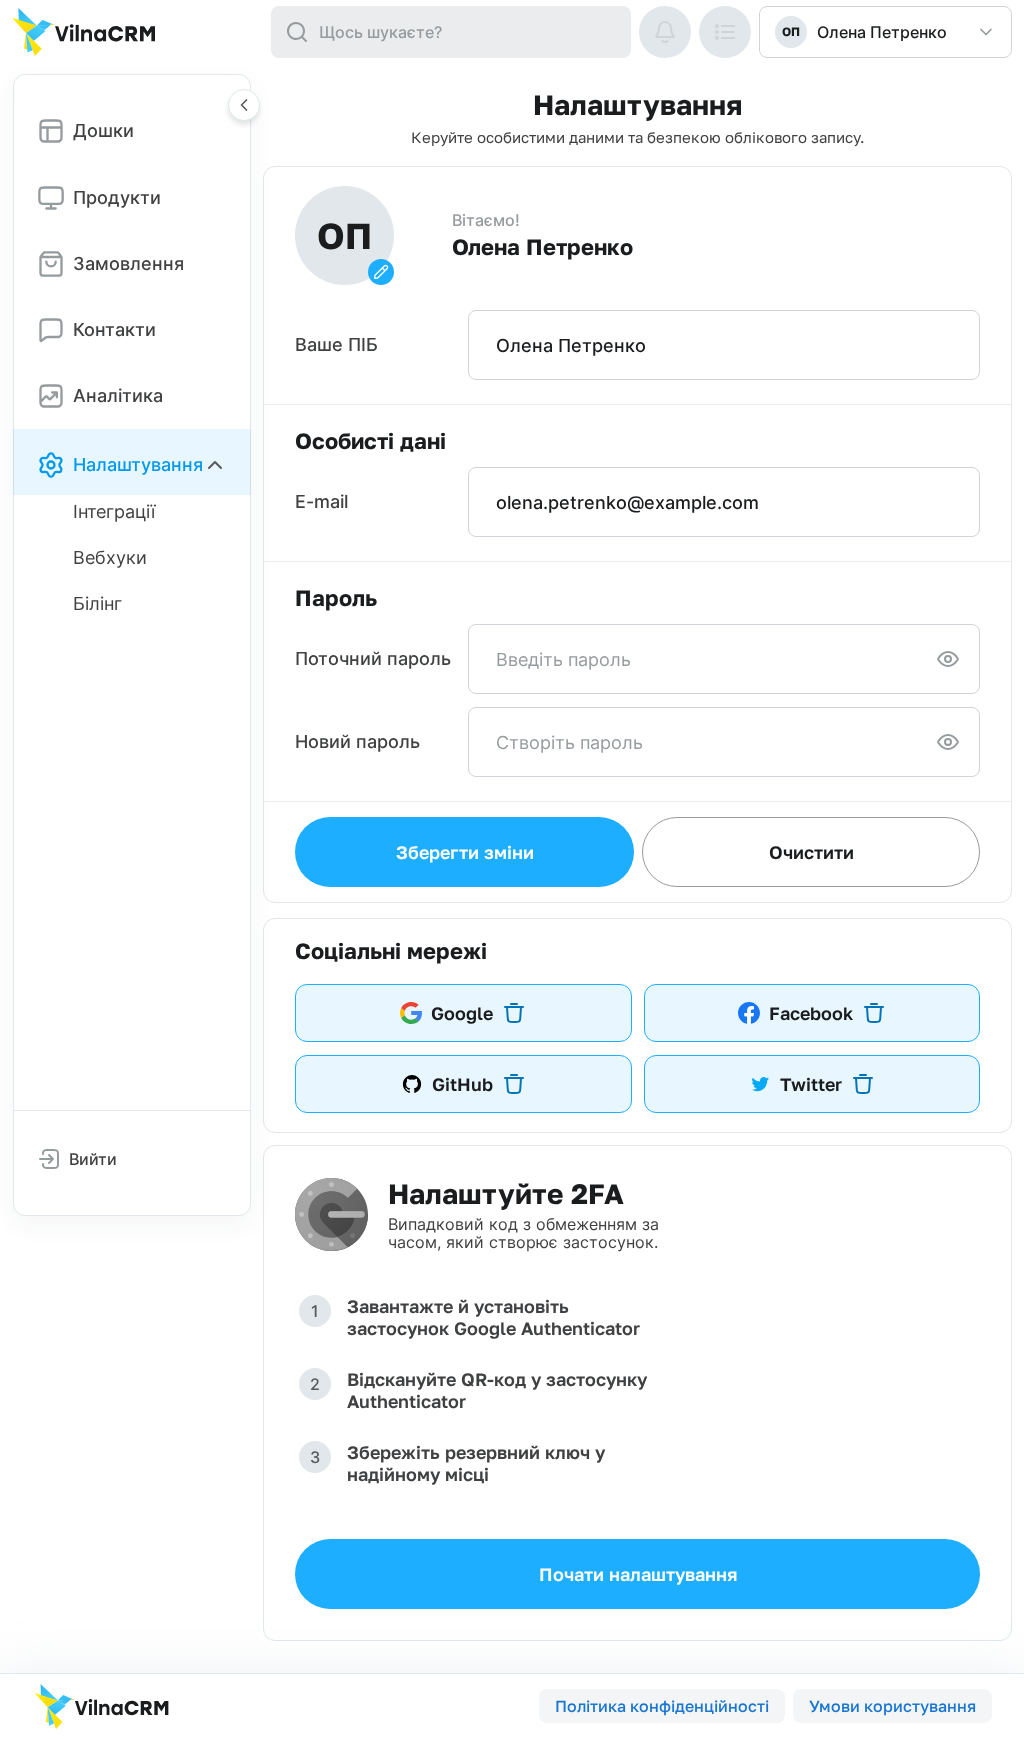 VilnaCRM
Щось шукаєте?
ОП
Олена Петренко
Дошки
Продукти
Замовлення
Контакти
Аналітика
Налаштування
Інтеграції
Вебхуки
Білінг
Вийти
Налаштування
Керуйте особистими даними та безпекою облікового запису.
ОП
Вітаємо!
Олена Петренко
Ваше ПІБ
Олена Петренко
Особисті дані
E-mail
olena.petrenko@example.com
Пароль
Поточний пароль
Введіть пароль
Новий пароль
Створіть пароль
Зберегти зміни
Очистити
Соціальні мережі
Google
Facebook
GitHub
Twitter
Налаштуйте 2FA
Випадковий код з обмеженням за
часом, який створює застосунок.
1
Завантажте й установіть
застосунок Google Authenticator
2
Відскануйте QR-код у застосунку
Authenticator
3
Збережіть резервний ключ у
надійному місці
Почати налаштування
VilnaCRM
Політика конфіденційності
Умови користування